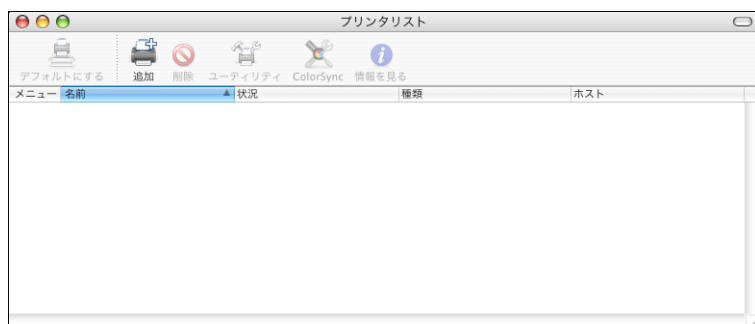 プリンタリスト
デフォルトにする 追加 削除 ユーティリティ ColorSync 情報を見る
メニュー 名前 状況 種類 ホスト